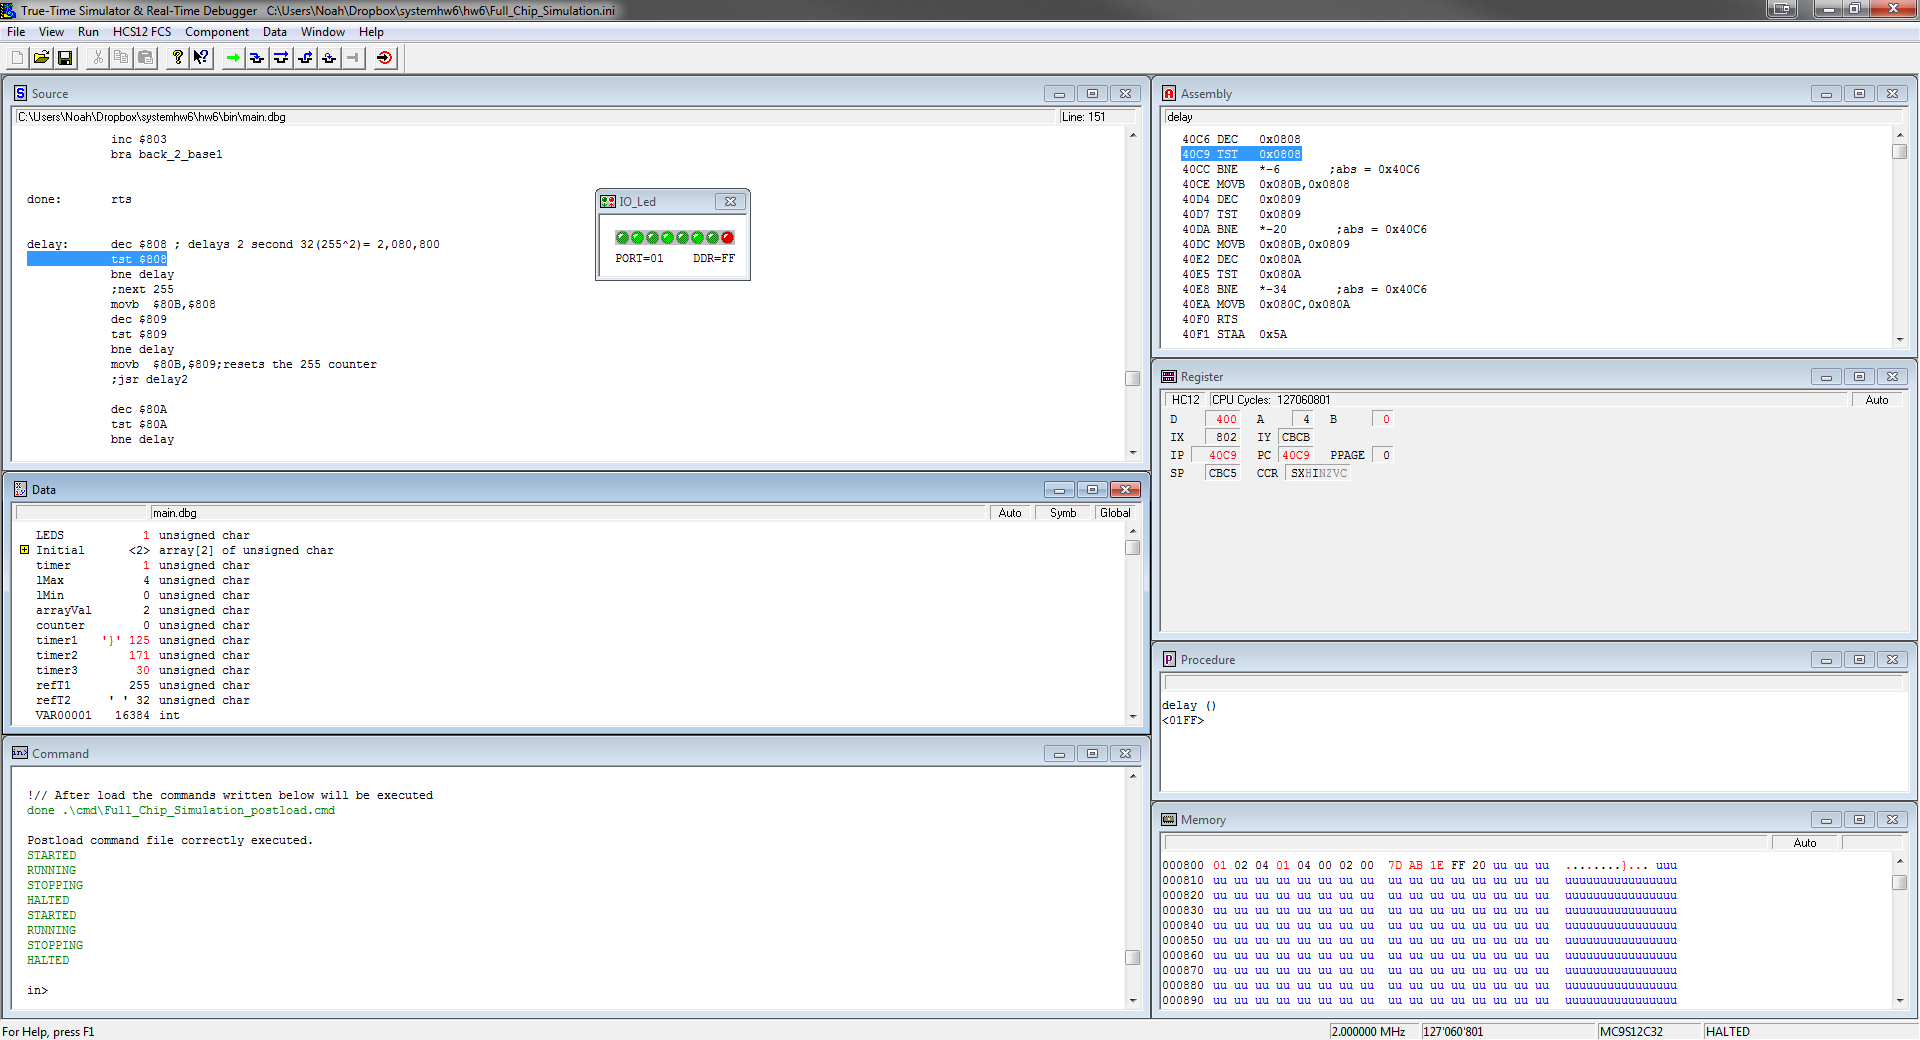 True-Time Simulator & Real-Time Debugger   C:\Users\Noah\Dropbox\systemhw6\hw6\Full_Chip_Simulation.ini
File View Run HCS12 FCS Component Data Window Help
Source
C:\Users\Noah\Dropbox\systemhw6\hw6\bin\main.dbg Line: 151
inc $803
bra back_2_base1
done: rts
delay: dec $808 ; delays 2 second 32(255^2)= 2,080,800
tst $808
bne delay
;next 255
movb  $80B,$808
dec $809
tst $809
bne delay
movb  $80B,$809;resets the 255 counter
;jsr delay2
dec $80A
tst $80A
bne delay
IO_Led
PORT=01 DDR=FF
Data
main.dbg Auto Symb Global
LEDS 1 unsigned char
Initial <2> array[2] of unsigned char
timer 1 unsigned char
lMax 4 unsigned char
lMin 0 unsigned char
arrayVal 2 unsigned char
counter 0 unsigned char
timer1 '}' 125 unsigned char
timer2 171 unsigned char
timer3 30 unsigned char
refT1 255 unsigned char
refT2 ' ' 32 unsigned char
VAR00001 16384 int
Command
!// After load the commands written below will be executed
done .\cmd\Full_Chip_Simulation_postload.cmd
Postload command file correctly executed.
STARTED
RUNNING
STOPPING
HALTED
STARTED
RUNNING
STOPPING
HALTED
in>
Assembly
delay
40C6 DEC 0x0808
40C9 TST 0x0808
40CC BNE *-6 ;abs = 0x40C6
40CE MOVB 0x080B,0x0808
40D4 DEC 0x0809
40D7 TST 0x0809
40DA BNE *-20 ;abs = 0x40C6
40DC MOVB 0x080B,0x0809
40E2 DEC 0x080A
40E5 TST 0x080A
40E8 BNE *-34 ;abs = 0x40C6
40EA MOVB 0x080C,0x080A
40F0 RTS
40F1 STAA 0x5A
Register
HC12 CPU Cycles: 127060801 Auto
D 400 A 4 B 0
IX 802 IY CBCB
IP 40C9 PC 40C9 PPAGE 0
SP CBC5 CCR SXHINZVC
Procedure
delay ()
<01FF>
Memory
Auto
000800 01 02 04 01 04 00 02 00 7D AB 1E FF 20 uu uu uu ........}... uuu
000810 uu uu uu uu uu uu uu uu uu uu uu uu uu uu uu uu uuuuuuuuuuuuuuuu
000820 uu uu uu uu uu uu uu uu uu uu uu uu uu uu uu uu uuuuuuuuuuuuuuuu
000830 uu uu uu uu uu uu uu uu uu uu uu uu uu uu uu uu uuuuuuuuuuuuuuuu
000840 uu uu uu uu uu uu uu uu uu uu uu uu uu uu uu uu uuuuuuuuuuuuuuuu
000850 uu uu uu uu uu uu uu uu uu uu uu uu uu uu uu uu uuuuuuuuuuuuuuuu
000860 uu uu uu uu uu uu uu uu uu uu uu uu uu uu uu uu uuuuuuuuuuuuuuuu
000870 uu uu uu uu uu uu uu uu uu uu uu uu uu uu uu uu uuuuuuuuuuuuuuuu
000880 uu uu uu uu uu uu uu uu uu uu uu uu uu uu uu uu uuuuuuuuuuuuuuuu
000890 uu uu uu uu uu uu uu uu uu uu uu uu uu uu uu uu uuuuuuuuuuuuuuuu
For Help, press F1 2.000000 MHz 127'060'801 MC9S12C32 HALTED